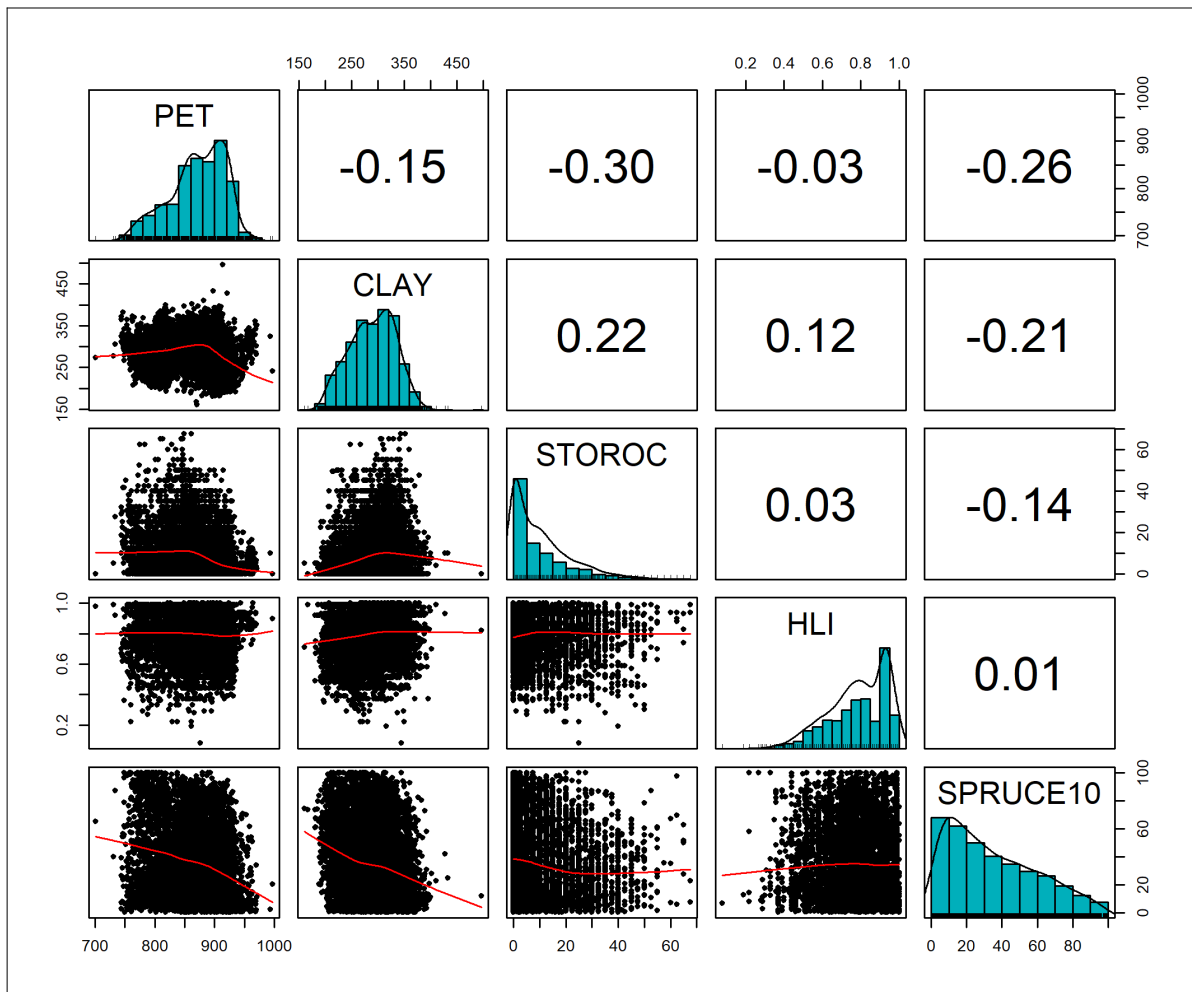 150 250 350 450 0.2 0.4 0.6 0.8 1.0
PET -0.15 -0.30 -0.03 -0.26 700 800 900 1000
150 250 350 450 CLAY 0.22 0.12 -0.21
STOROC 0.03 -0.14 0 20 40 60
0.2 0.6 1.0 HLI 0.01
SPRUCE10 0 20 60 100
700 800 900 1000 0 20 40 60 0 20 40 60 80